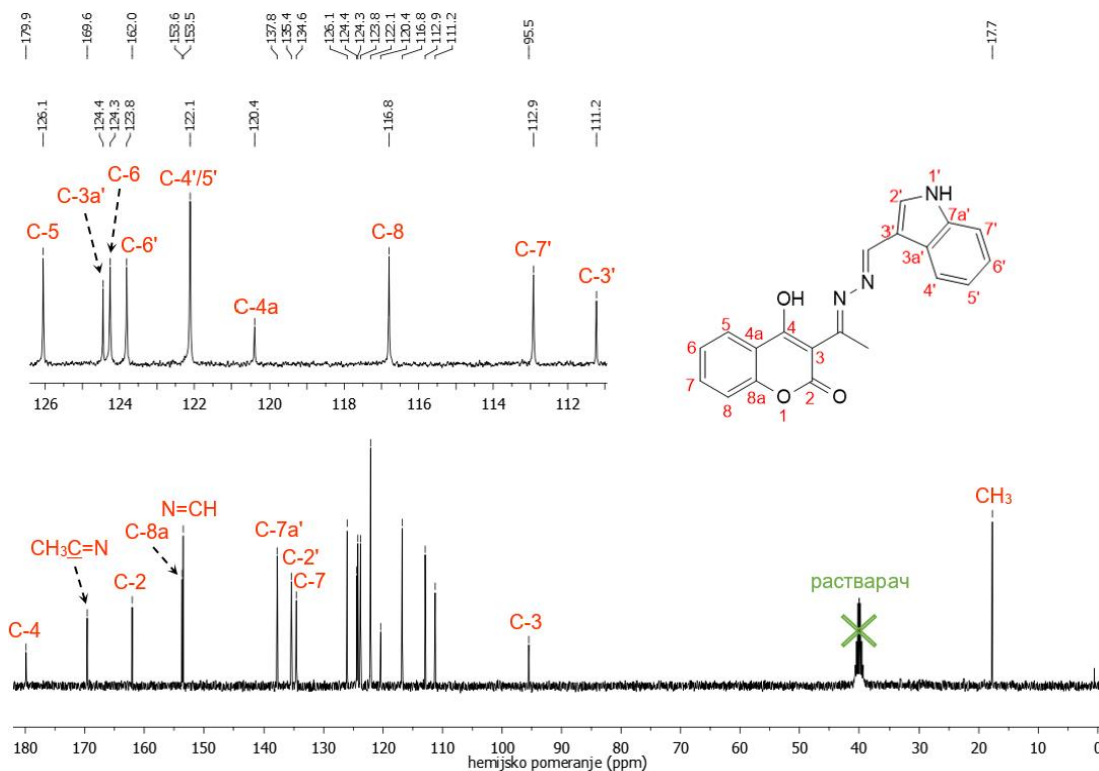 179.9
169.6
162.0
153.6
153.5
137.8
135.4
134.6
126.1
124.4
124.3
123.8
122.1
120.4
116.8
112.9
111.2
95.5
17.7
126.1
124.4
124.3
123.8
122.1
120.4
116.8
112.9
111.2
C-5
C-3a'
C-6
C-6'
C-4'/5'
C-4a
C-8
C-7'
C-3'
126 124 122 120 118 116 114 112
1'
NH
2'
7a'
7'
3'
3a'
6'
N
4'
5'
OH
N
5
4
4a
6
3
7
8a
O
2
O
8
1
C-4
CH₃C=N
C-2
C-8a
N=CH
C-7a'
C-2'
C-7
C-3
растварач
CH₃
180 170 160 150 140 130 120 110 100 90 80 70 60 50 40 30 20 10 0
hemijsko pomeranje (ppm)